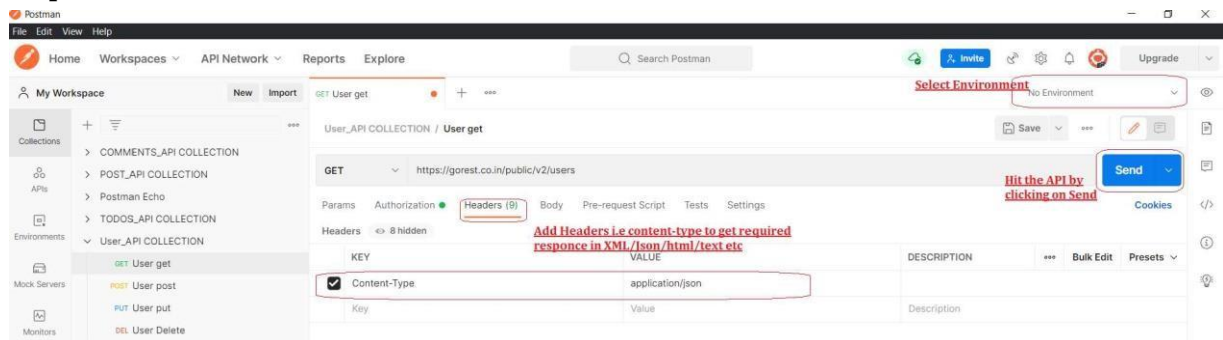 Postman
File Edit View Help
Home Workspaces API Network Reports Explore Search Postman Invite Upgrade
My Workspace New Import GET User get Select Environment No Environment
Collections
APIs
Environments
Mock Servers
Monitors
COMMENTS_API COLLECTION
POST_API COLLECTION
Postman Echo
TODOS_API COLLECTION
User_API COLLECTION
GET User get
POST User post
PUT User put
DEL User Delete
User_API COLLECTION / User get Save
GET https://gorest.co.in/public/v2/users Send
Hit the API by
clicking on Send
Params Authorization Headers (9) Body Pre-request Script Tests Settings Cookies
Headers 8 hidden
Add Headers i.e content-type to get required
responce in XML/Json/html/text etc
KEY VALUE DESCRIPTION Bulk Edit Presets
Content-Type application/json
Key Value Description